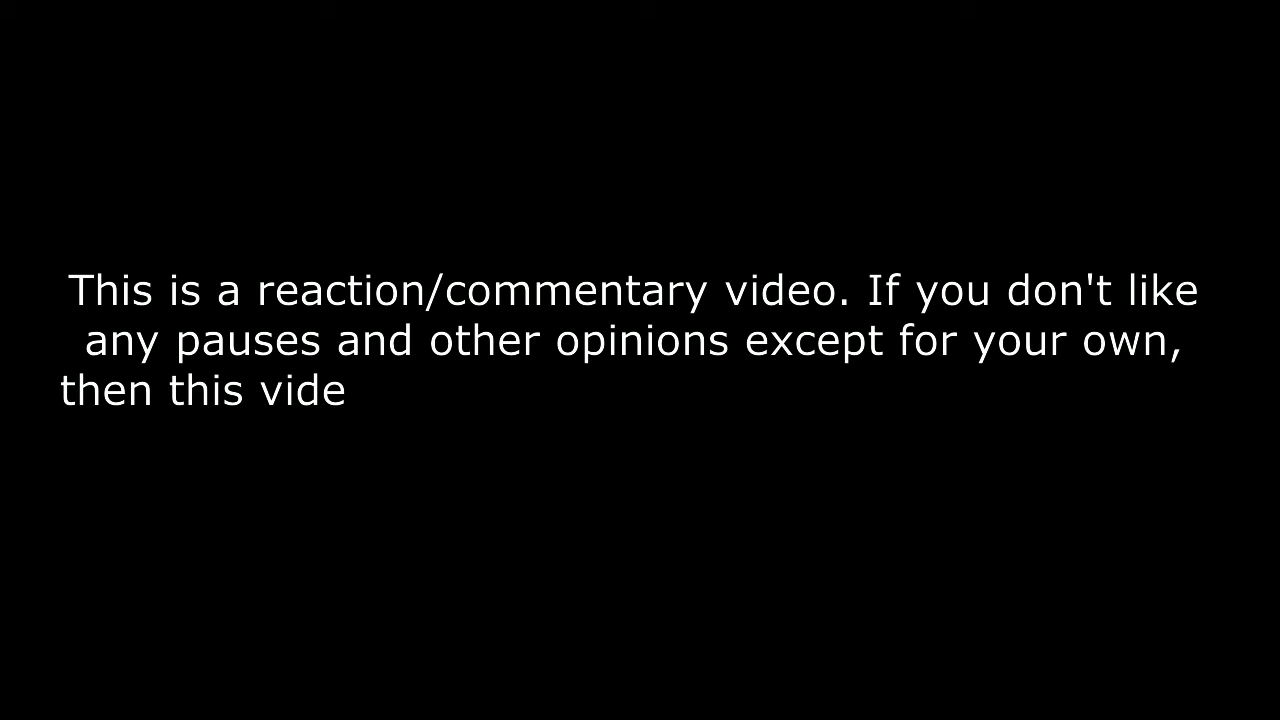 This is a reaction/commentary video. If you don't like
any pauses and other opinions except for your own,
then this vide